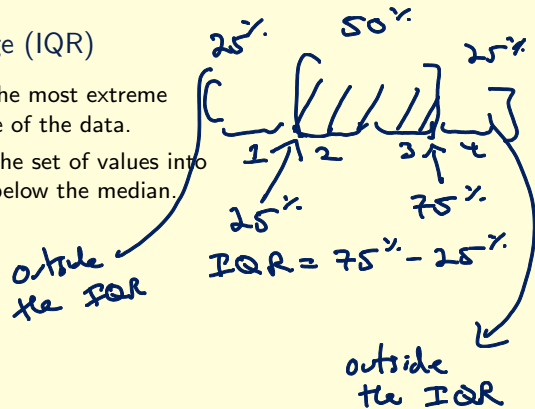 ge (IQR)
25%
50%
25%
he most extreme
e of the data.
he set of values into
below the median.
1 2 3 4
25%
75%
IQR = 75% - 25%
outside
the IQR
outside
the IQR